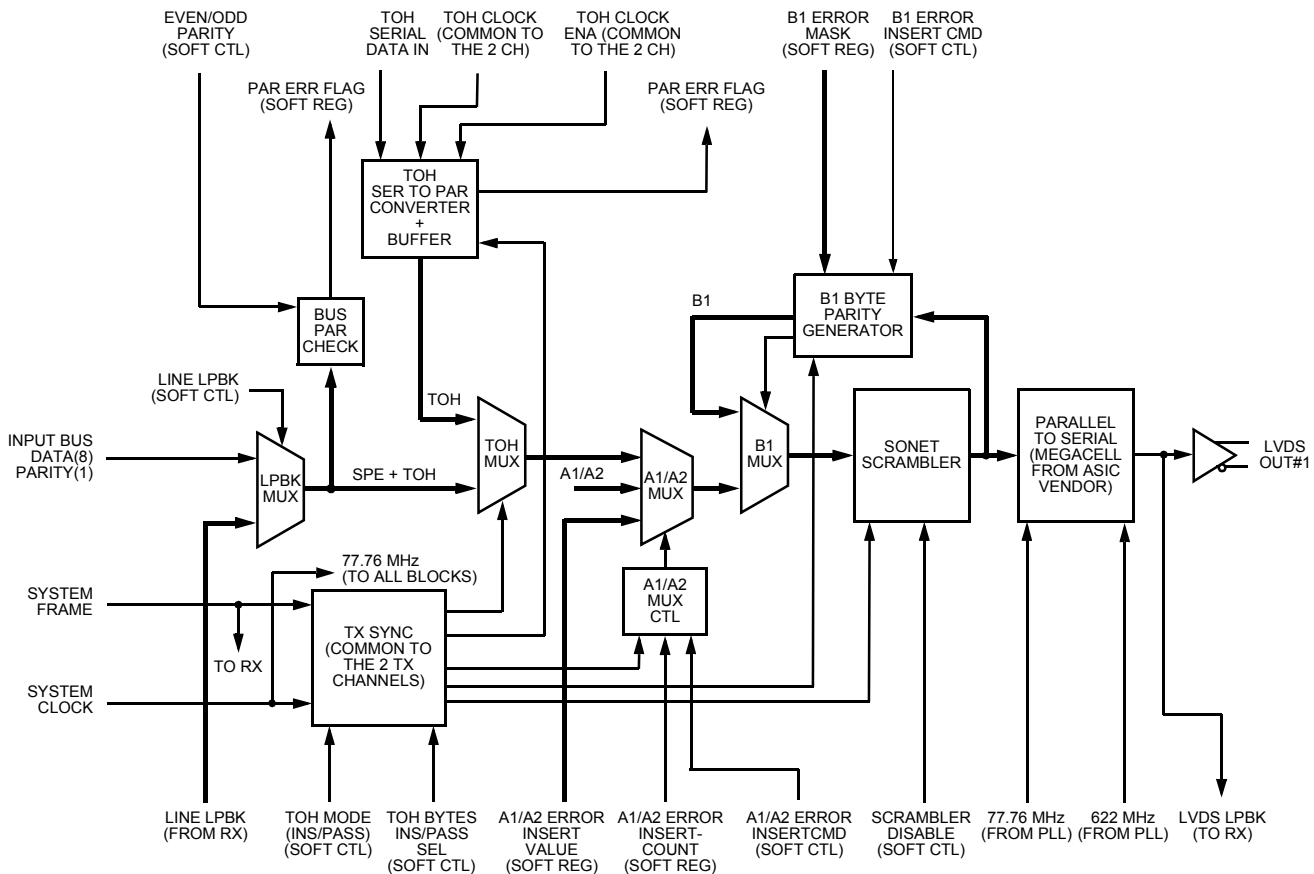 EVEN/ODD
PARITY
(SOFT CTL)
TOH
SERIAL
DATA IN
TOH CLOCK
(COMMON TO
THE 2 CH)
TOH CLOCK
ENA (COMMON
TO THE 2 CH)
B1 ERROR
MASK
(SOFT REG)
B1 ERROR
INSERT CMD
(SOFT CTL)
PAR ERR FLAG
(SOFT REG)
PAR ERR FLAG
(SOFT REG)
TOH
SER TO PAR
CONVERTER
+
BUFFER
BUS
PAR
CHECK
B1
B1 BYTE
PARITY
GENERATOR
LINE LPBK
(SOFT CTL)
TOH
INPUT BUS
DATA(8)
PARITY(1)
LPBK
MUX
SPE + TOH
TOH
MUX
A1/A2
A1/A2
MUX
B1
MUX
SONET
SCRAMBLER
PARALLEL
TO SERIAL
(MEGACELL
FROM ASIC
VENDOR)
LVDS
OUT#1
77.76 MHz
(TO ALL BLOCKS)
SYSTEM
FRAME
TO RX
TX SYNC
(COMMON TO
THE 2 TX
CHANNELS)
A1/A2
MUX
CTL
SYSTEM
CLOCK
LINE LPBK
(FROM RX)
TOH MODE
(INS/PASS)
(SOFT CTL)
TOH BYTES
INS/PASS
SEL
(SOFT CTL)
A1/A2 ERROR
INSERT
VALUE
(SOFT REG)
A1/A2 ERROR
INSERT-
COUNT
(SOFT REG)
A1/A2 ERROR
INSERTCMD
(SOFT CTL)
SCRAMBLER
DISABLE
(SOFT CTL)
77.76 MHz
(FROM PLL)
622 MHz
(FROM PLL)
LVDS LPBK
(TO RX)